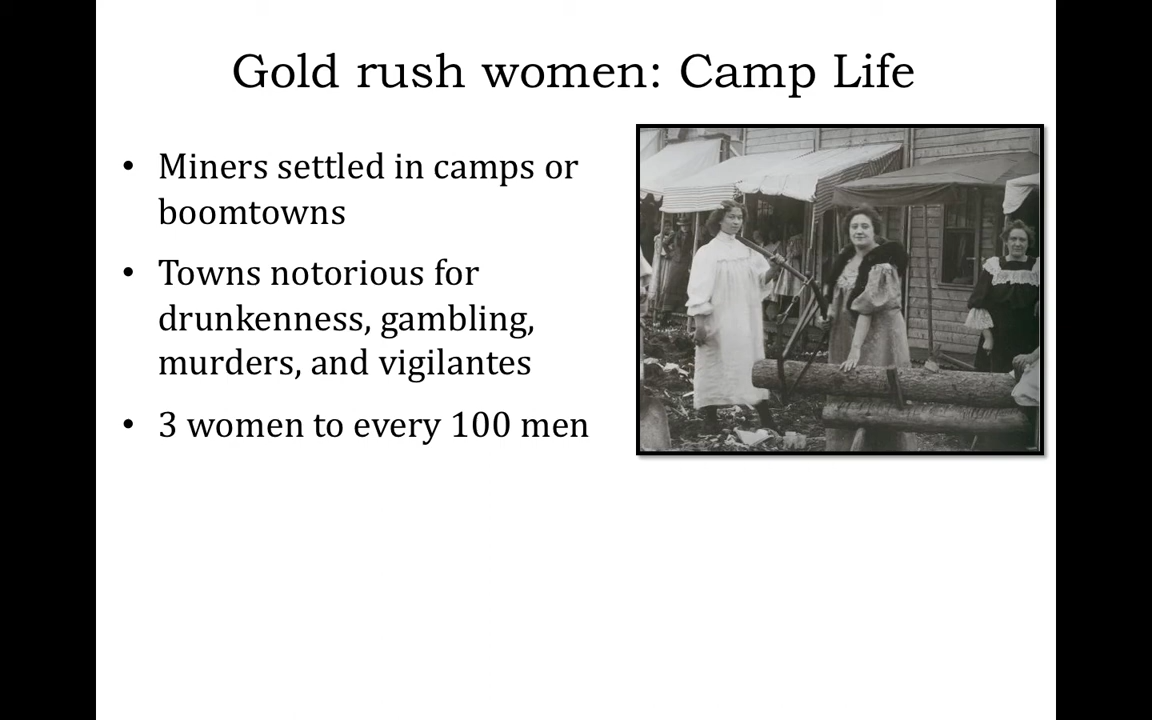 Gold rush women: Camp Life
• Miners settled in camps or
boomtowns
• Towns notorious for
drunkenness, gambling,
murders, and vigilantes
• 3 women to every 100 men